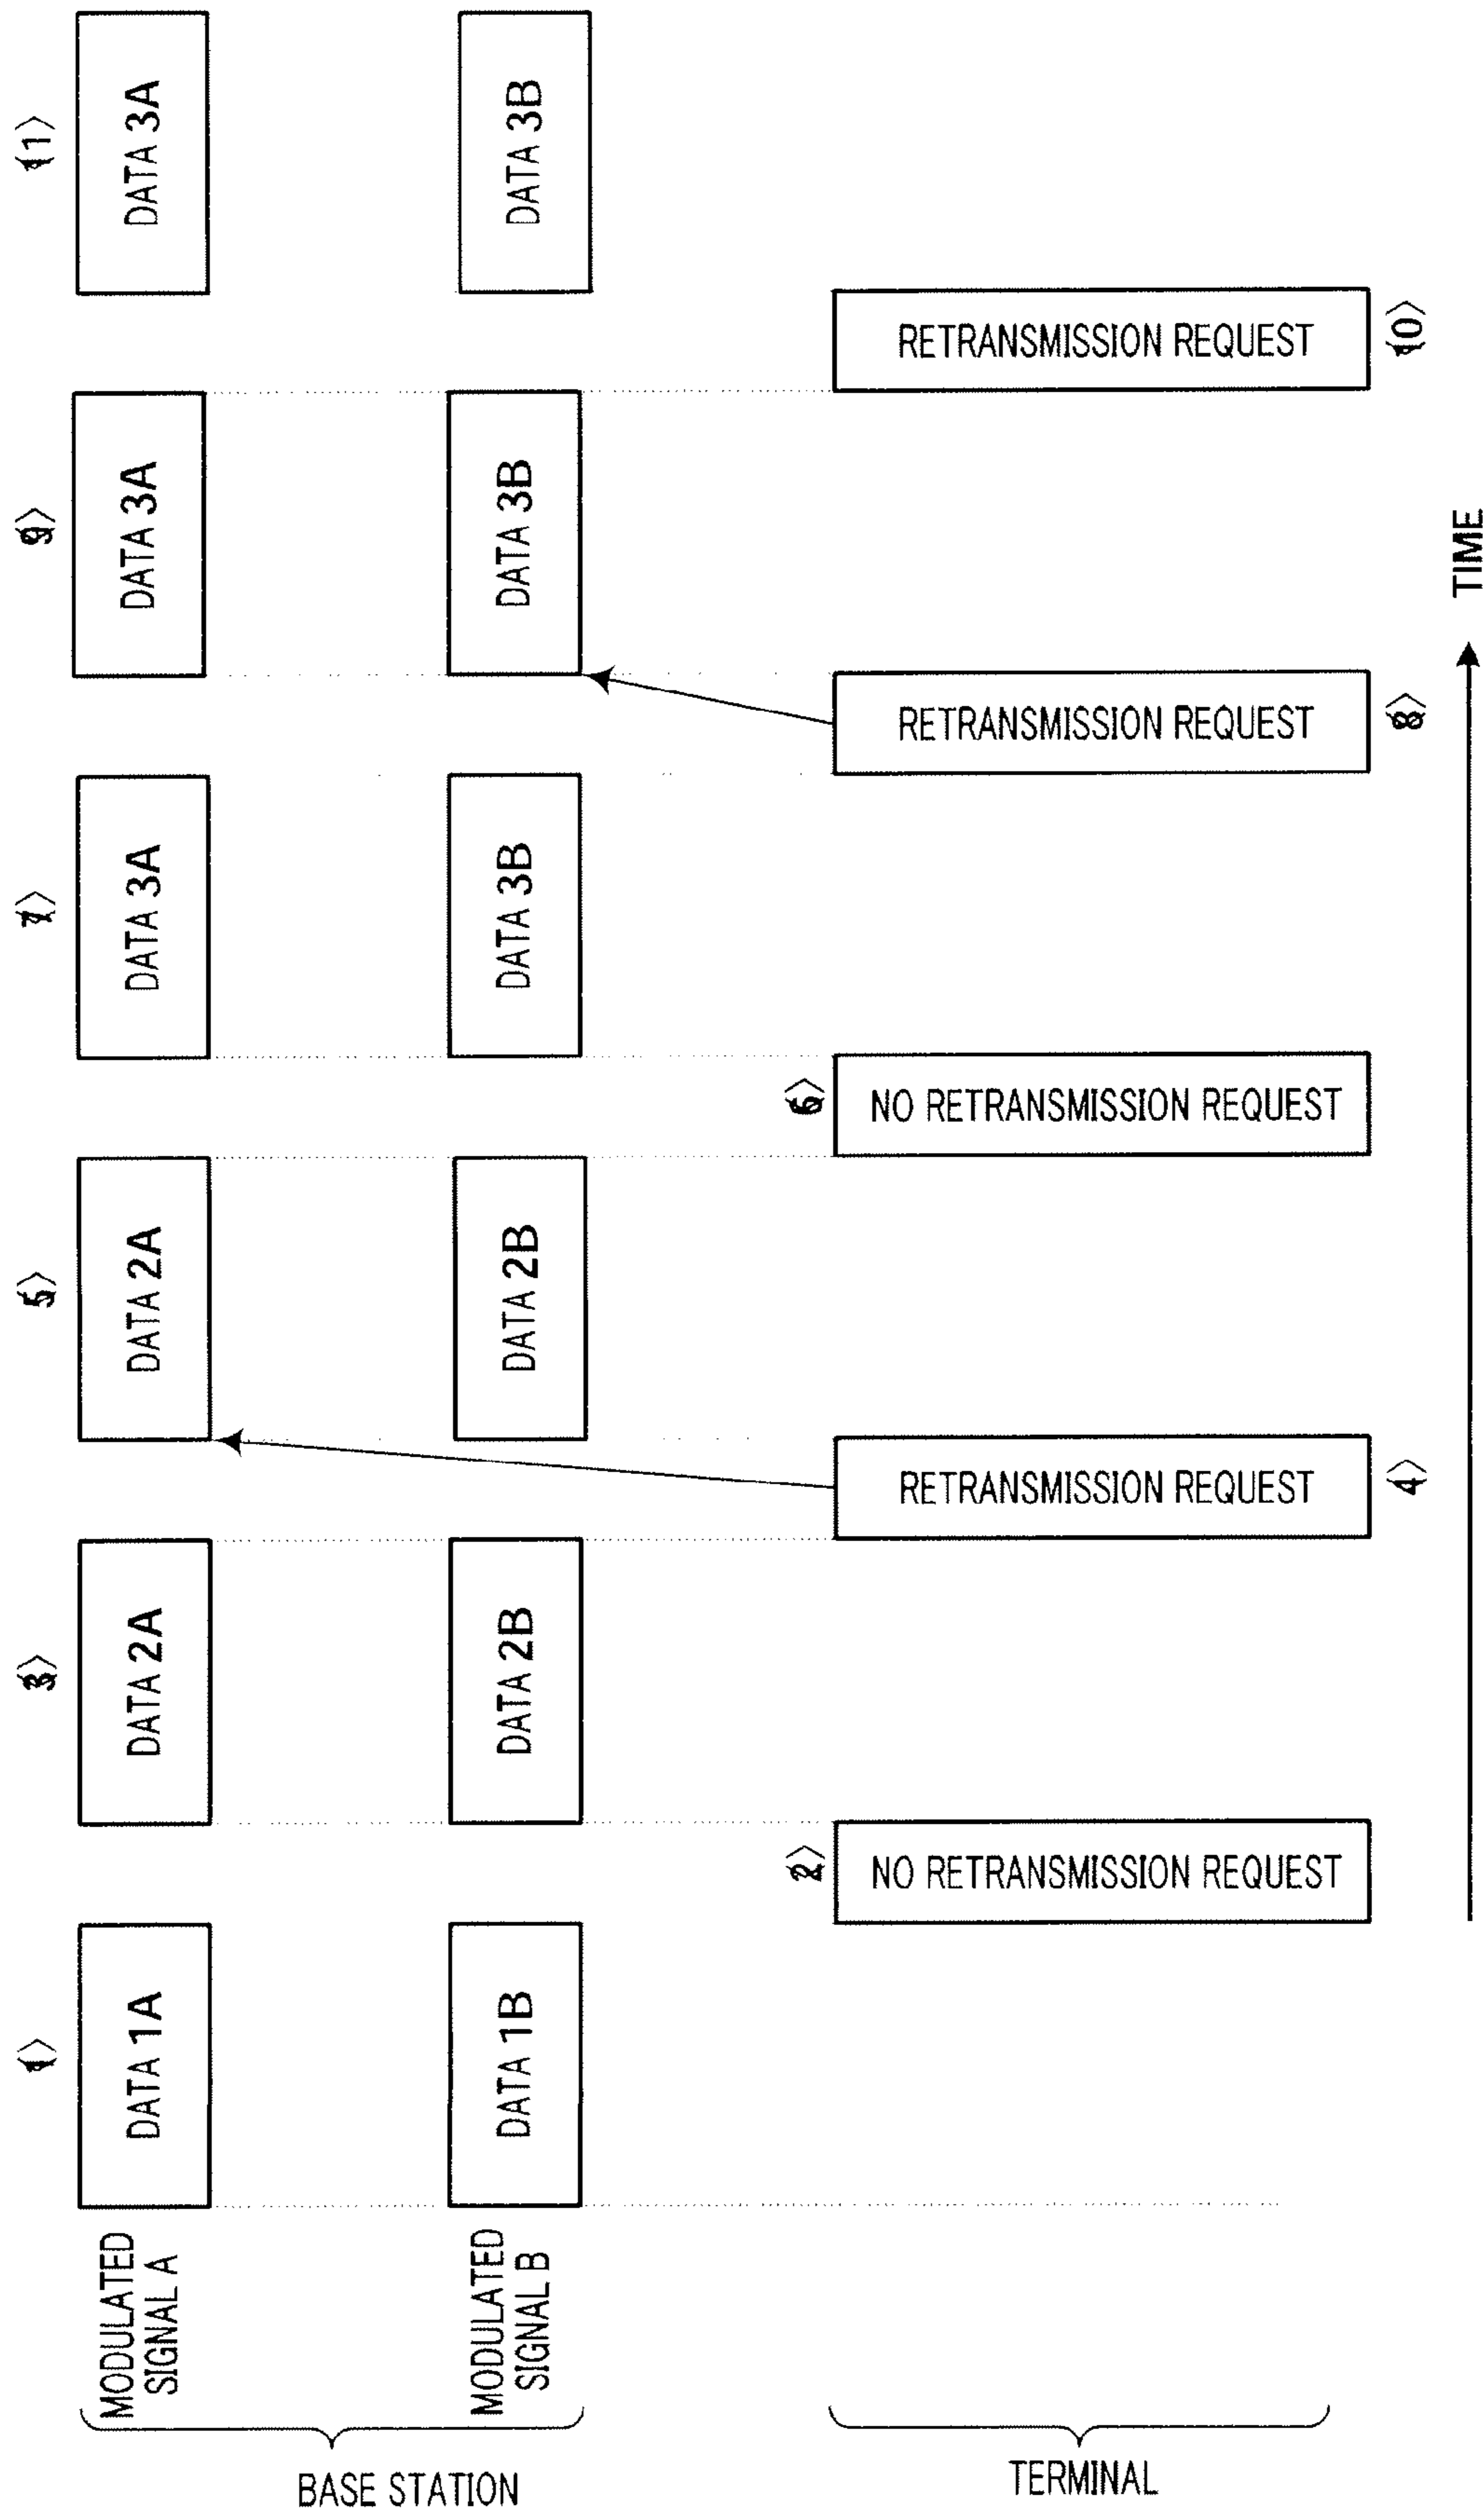 <1>
<3>
<5>
<7>
<9>
<11>
MODULATED
SIGNAL A
DATA 1A
DATA 2A
DATA 2A
DATA 3A
DATA 3A
DATA 3A
MODULATED
SIGNAL B
DATA 1B
DATA 2B
DATA 2B
DATA 3B
DATA 3B
DATA 3B
BASE STATION
<2>
<6>
NO RETRANSMISSION REQUEST
RETRANSMISSION REQUEST
NO RETRANSMISSION REQUEST
RETRANSMISSION REQUEST
RETRANSMISSION REQUEST
TERMINAL
<4>
<8>
<10>
TIME